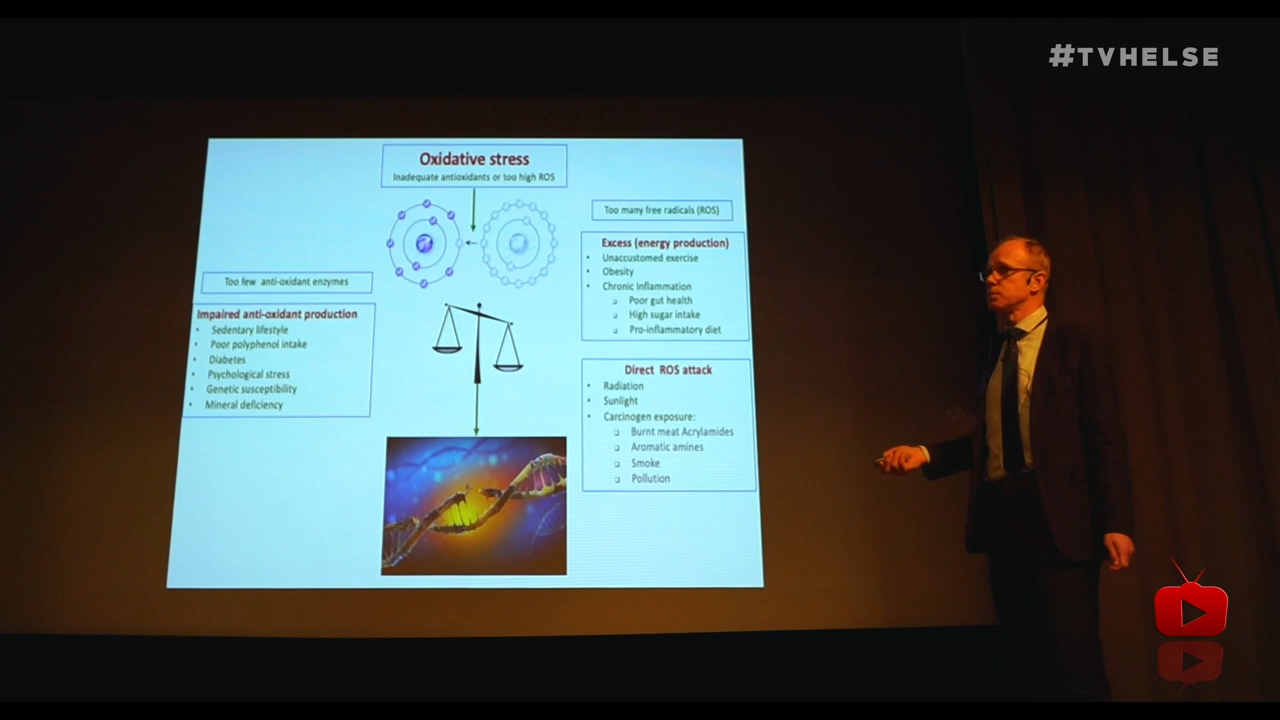 #TVHELSE
Oxidative stress
Inadequate antioxidants or too high ROS
Too few anti-oxidant enzymes
Impaired anti-oxidant production
• Sedentary lifestyle
• Poor polyphenol intake
• Diabetes
• Psychological stress
• Genetic susceptibility
• Mineral deficiency
Too many free radicals (ROS)
Excess (energy production)
• Unaccustomed exercise
• Obesity
• Chronic Inflammation
❑ Poor gut health
❑ High sugar intake
❑ Pro-inflammatory diet
Direct ROS attack
• Radiation
• Sunlight
• Carcinogen exposure:
❑ Burnt meat Acrylamides
❑ Aromatic amines
❑ Smoke
❑ Pollution